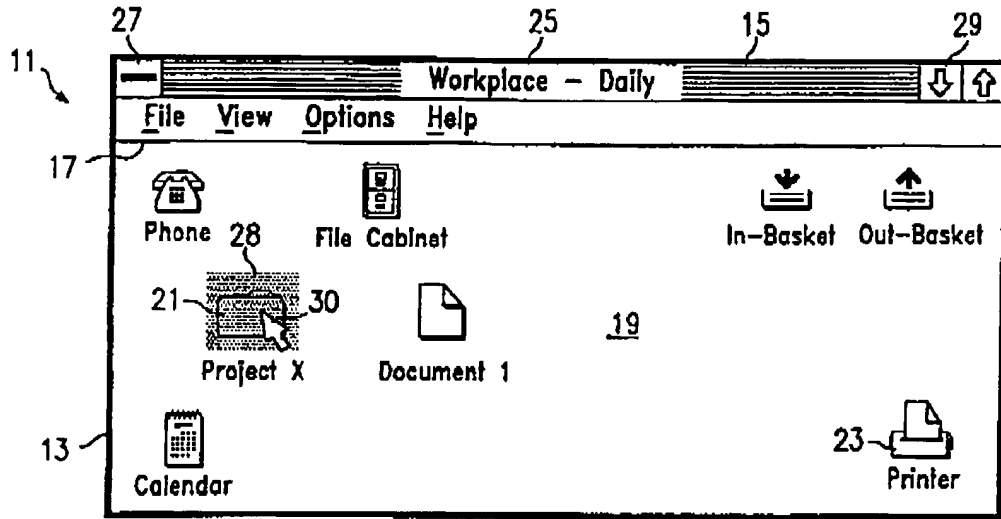 27 25 15 29
11
Workplace - Daily
File View Options Help
17
Phone 28 File Cabinet In-Basket Out-Basket
21 30 19
Project X Document 1
13 23
Calendar Printer